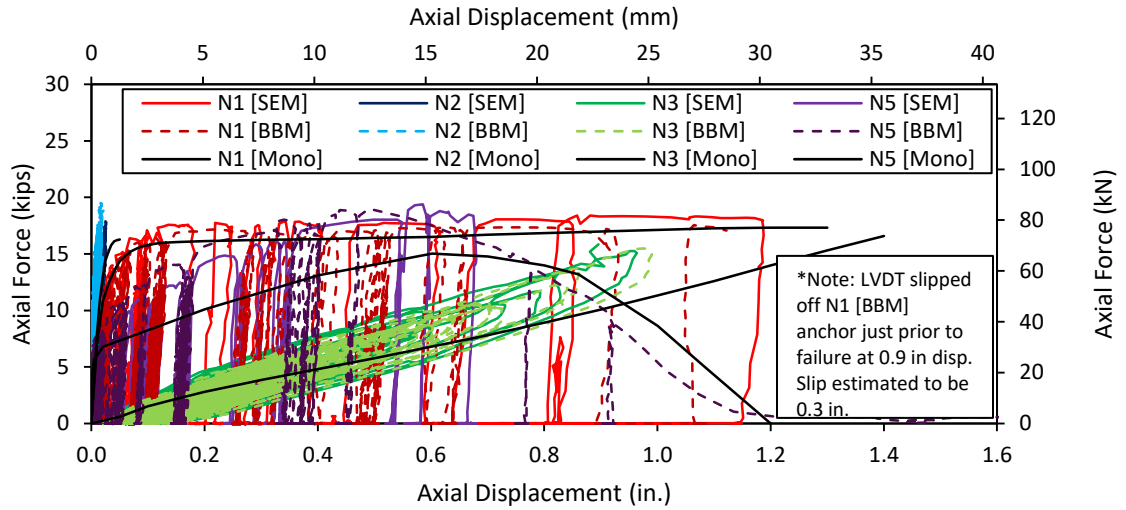 Axial Displacement (mm)
0 5 10 15 20 25 30 35 40
30
25
20
15
10
5
0
Axial Force (kips)
N1 [SEM] N2 [SEM] N3 [SEM] N5 [SEM]
N1 [BBM] N2 [BBM] N3 [BBM] N5 [BBM]
N1 [Mono] N2 [Mono] N3 [Mono] N5 [Mono]
*Note: LVDT slipped
off N1 [BBM]
anchor just prior to
failure at 0.9 in disp.
Slip estimated to be
0.3 in.
120
100
80
60
40
20
0
Axial Force (kN)
0.0 0.2 0.4 0.6 0.8 1.0 1.2 1.4 1.6
Axial Displacement (in.)